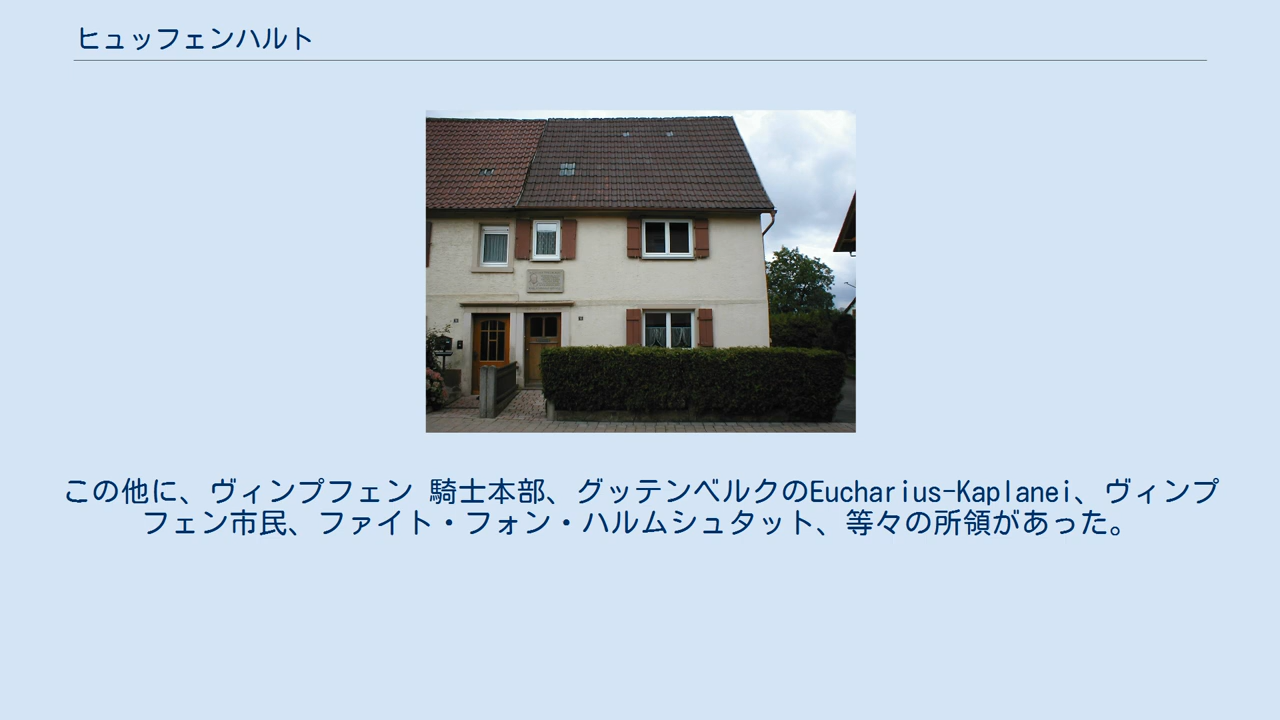 ヒュッフェンハルト
この他に、ヴィンプフェン 騎士本部、グッテンベルクのEucharius-Kaplanei、ヴィンプ
フェン市民、ファイト・フォン・ハルムシュタット、等々の所領があった。